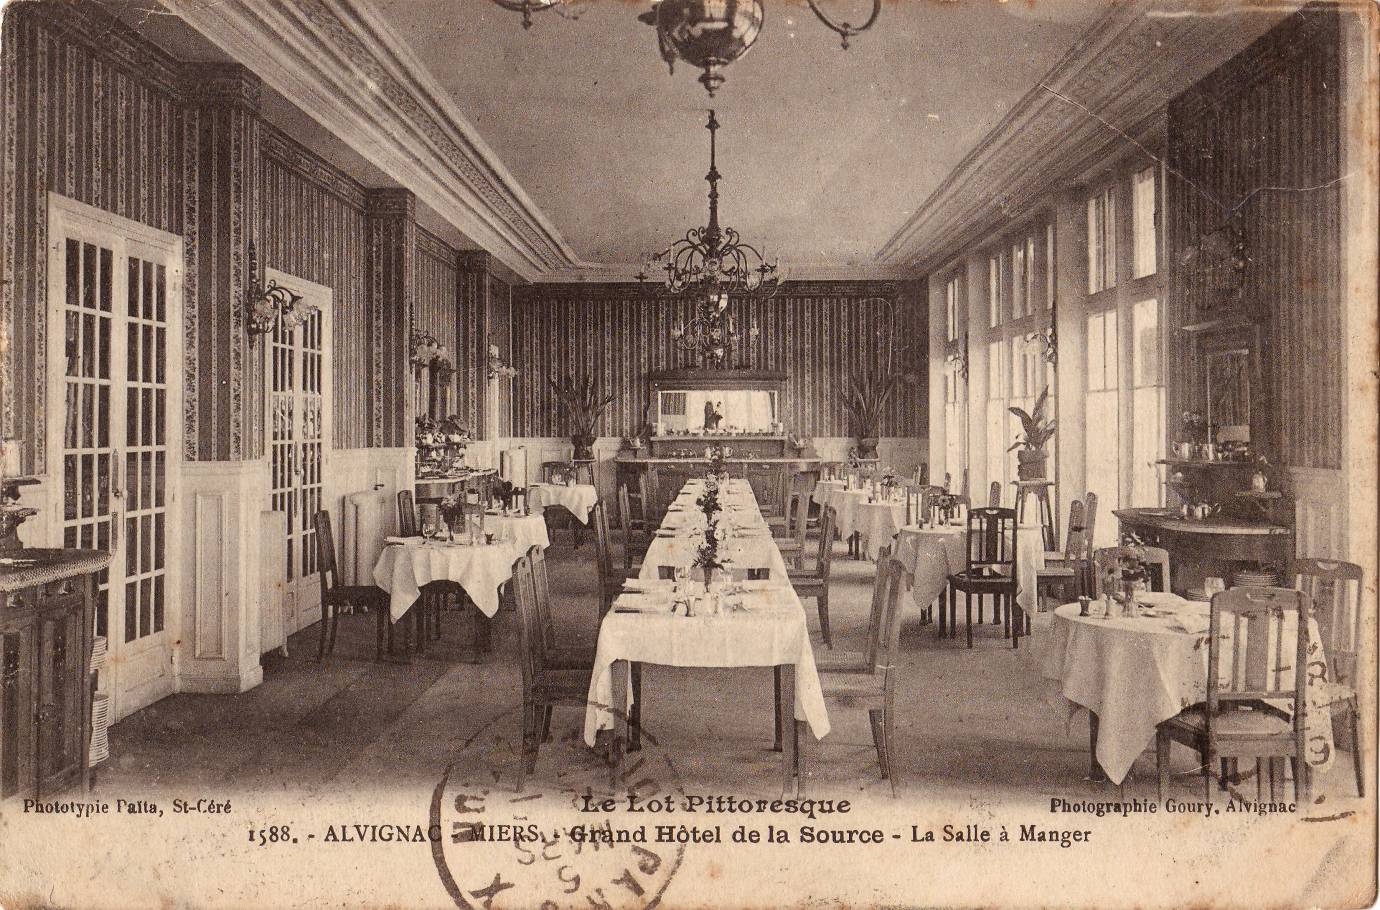 Phototypie Païta, St-Céré
Le Lot Pittoresque
Photographie Goury, Alvignac
1588. - ALVIGNAC - MIERS. - Grand Hôtel de la Source - La Salle à Manger